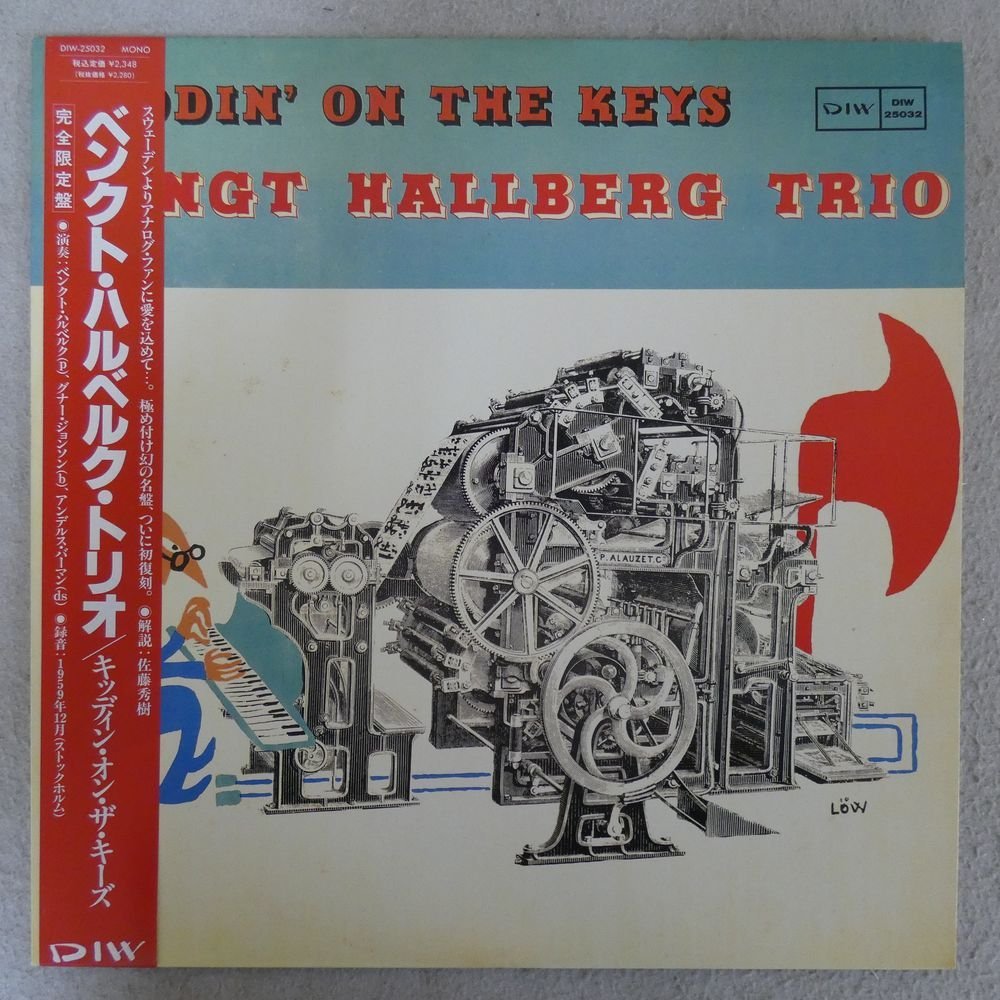 DIW-25032 MONO
税込定価 ¥2,348
(税抜価格 ¥2,280)
完全限定盤
スウェーデンよりアナログ・ファンに愛を込めて…。極め付け幻の名盤、ついに初復刻。 ●解説：佐藤秀樹
ベンクト・ハルベルク・トリオ/キッディン・オン・ザ・キーズ
●演奏：ベンクト・ハルベルク(p)、グナー・ジョンソン(b)、アンデルス・バーマン(ds) ●録音：1959年12月(ストックホルム)
DIW
DDIN' ON THE KEYS
NGT HALLBERG TRIO
DIW
DIW
25032
P. ALAUZET. C
LÖW